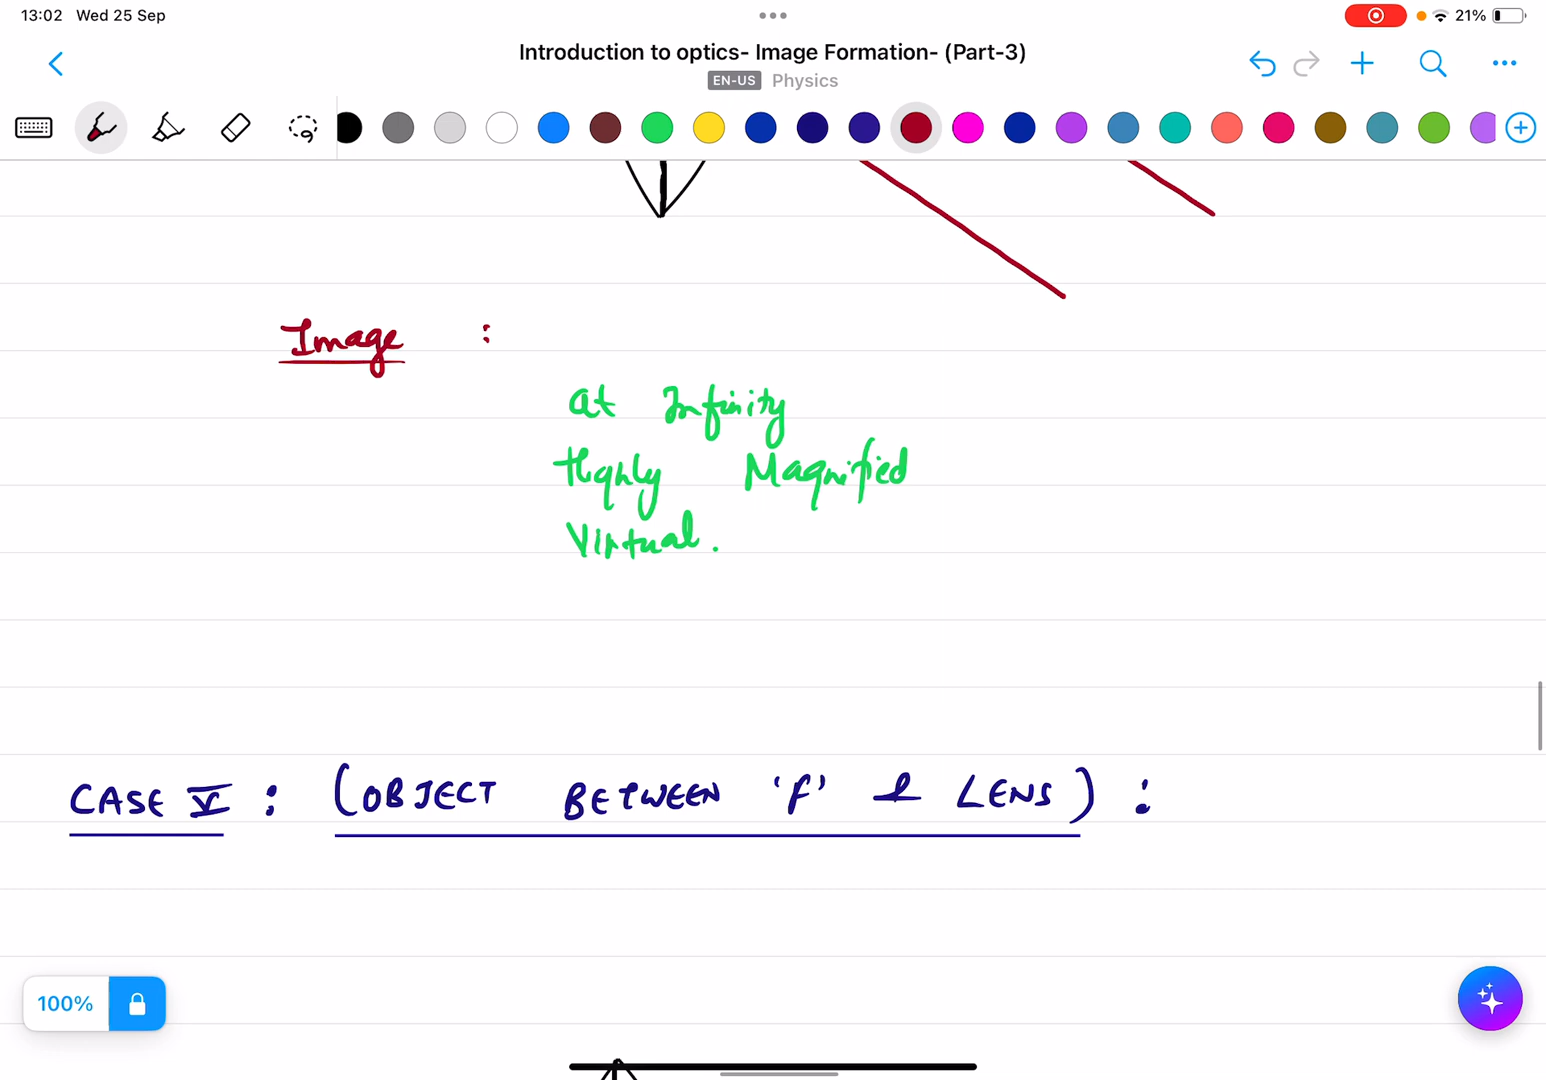 13:02 Wed 25 Sep
21%
Introduction to optics- Image Formation- (Part-3)
EN-US Physics
Image :
at Infinity
Highly Magnified
Virtual.
CASE V : (OBJECT BETWEEN 'F' & LENS) :
100%